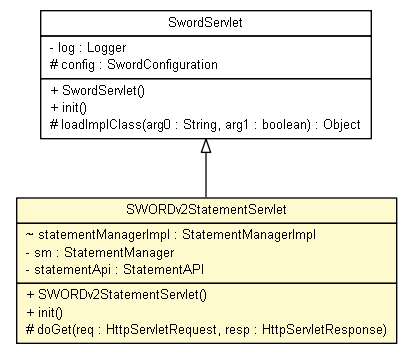 SwordServlet
- log : Logger
# config : SwordConfiguration
+ SwordServlet()
+ init()
# loadImplClass(arg0 : String, arg1 : boolean) : Object
SWORDv2StatementServlet
~ statementManagerImpl : StatementManagerImpl
- sm : StatementManager
- statementApi : StatementAPI
+ SWORDv2StatementServlet()
+ init()
# doGet(req : HttpServletRequest, resp : HttpServletResponse)